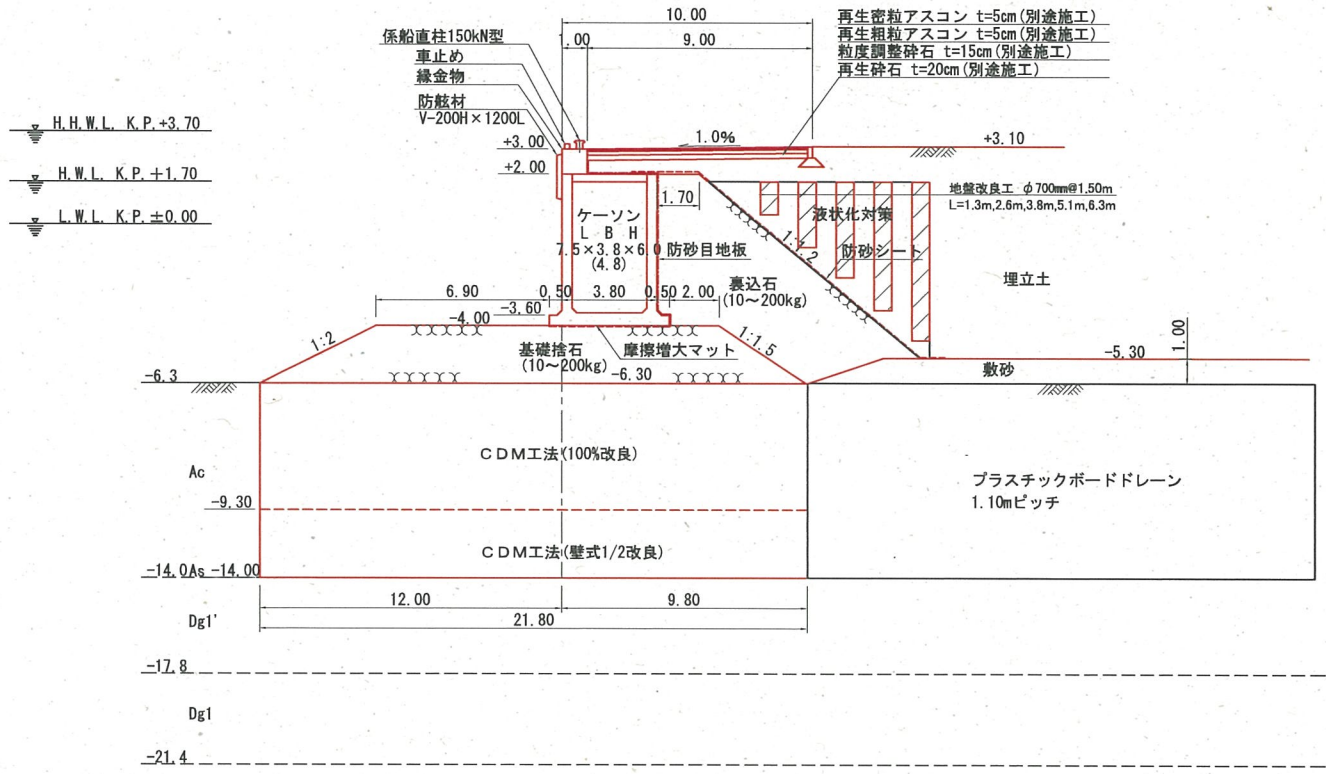 10.00
1.00
9.00
再生密粒アスコン t=5cm(別途施工)
再生粗粒アスコン t=5cm(別途施工)
粒度調整砕石 t=15cm(別途施工)
再生砕石 t=20cm(別途施工)
係船直柱150kN型
車止め
縁金物
防舷材
V-200H×1200L
H.H.W.L. K.P.+3.70
H.W.L. K.P.+1.70
L.W.L. K.P.±0.00
+3.00
+2.00
1.0%
+3.10
1.70
地盤改良工 φ700mm@1.50m
L=1.3m,2.6m,3.8m,5.1m,6.3m
液状化対策
1:1.2
防砂シート
ケーソン
L B H
7.5×3.8×6.0
(4.8)
防砂目地板
裏込石
(10~200kg)
埋立土
6.90
0.50
3.80
0.50
2.00
-3.60
-4.00
1:2
1:1.5
基礎捨石
(10~200kg)
摩擦増大マット
-6.30
-5.30
1.00
敷砂
-6.3
CDM工法(100%改良)
Ac
-9.30
プラスチックボードドレーン
1.10mピッチ
CDM工法(壁式1/2改良)
-14.0
As
-14.00
12.00
9.80
21.80
Dg1'
-17.8
Dg1
-21.4